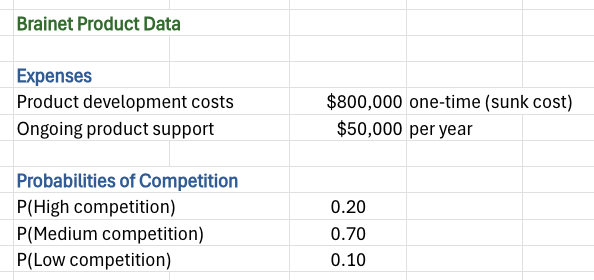 Brainet Product Data
Expenses
Product development costs $800,000 one-time (sunk cost)
Ongoing product support $50,000 per year
Probabilities of Competition
P(High competition) 0.20
P(Medium competition) 0.70
P(Low competition) 0.10